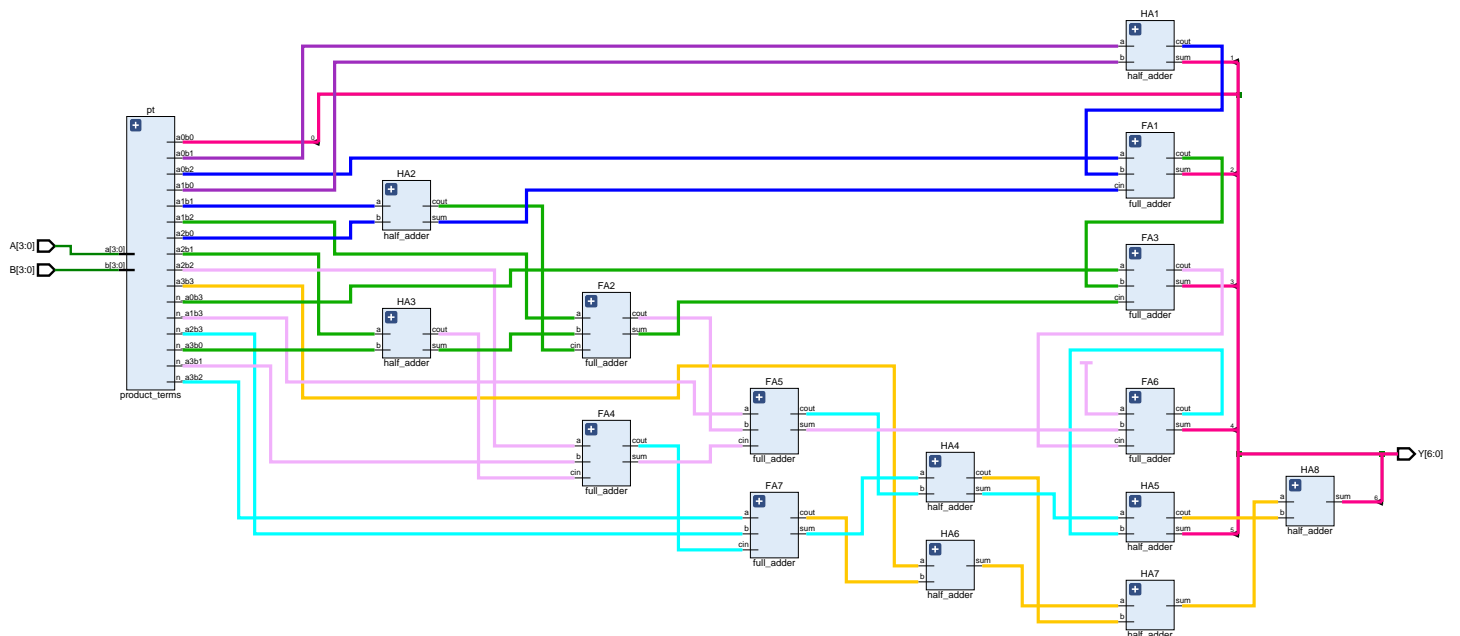 HA1
a
b
cout
sum
1
half_adder
pt
a0b0
0
a0b1
a0b2
a1b0
a1b1
a1b2
a2b0
a2b1
a2b2
a3b3
n_a0b3
n_a1b3
n_a2b3
n_a3b0
n_a3b1
n_a3b2
a[3:0]
b[3:0]
product_terms
A[3:0]
B[3:0]
FA1
a
b
cin
cout
sum
2
full_adder
HA2
a
b
cout
sum
half_adder
FA3
a
b
cin
cout
sum
3
full_adder
HA3
a
b
cout
sum
half_adder
FA2
a
b
cin
cout
sum
full_adder
FA5
a
b
cin
cout
sum
full_adder
FA6
a
b
cin
cout
sum
4
full_adder
FA4
a
b
cin
cout
sum
full_adder
HA4
a
b
cout
sum
half_adder
Y[6:0]
HA8
a
b
sum
6
half_adder
FA7
a
b
cin
cout
sum
full_adder
HA5
a
b
cout
sum
5
half_adder
HA6
a
b
sum
half_adder
HA7
a
b
sum
half_adder